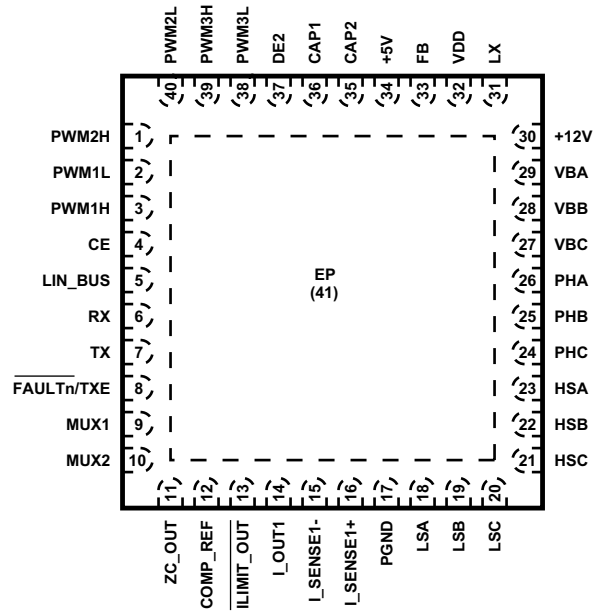 PWM2L
PWM3H
PWM3L
DE2
CAP1
CAP2
+5V
FB
VDD
LX
40
39
38
37
36
35
34
33
32
31
PWM2H 1
PWM1L 2
PWM1H 3
CE 4
LIN_BUS 5
RX 6
TX 7
FAULTn/TXE 8
MUX1 9
MUX2 10
EP
(41)
30 +12V
29 VBA
28 VBB
27 VBC
26 PHA
25 PHB
24 PHC
23 HSA
22 HSB
21 HSC
11
12
13
14
15
16
17
18
19
20
ZC_OUT
COMP_REF
ILIMIT_OUT
I_OUT1
I_SENSE1-
I_SENSE1+
PGND
LSA
LSB
LSC